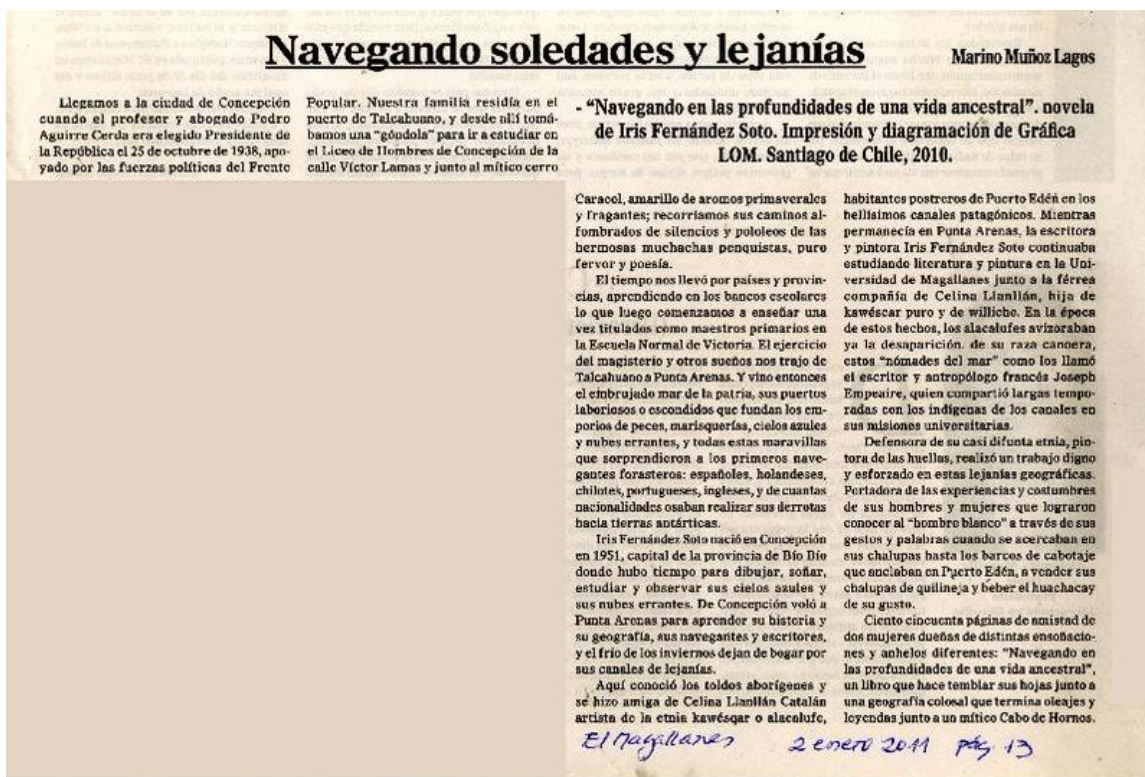 Navegando soledades y lejanías
Marino Muñoz Lagos
Llegamos a la ciudad de Concepción
cuando el profesor y abogado Pedro
Aguirre Cerda era elegido Presidente de
la República el 25 de octubre de 1938, apo-
yado por las fuerzas políticas del Frente
Popular. Nuestra familia residía en el
puerto de Talcahuano, y desde allí tomá-
bamos una "góndola" para ir a estudiar en
el Liceo de Hombres de Concepción de la
calle Víctor Lamas y junto al mítico cerro
- "Navegando en las profundidades de una vida ancestral". novela
de Iris Fernández Soto. Impresión y diagramación de Gráfica
LOM. Santiago de Chile, 2010.
Caracol, amarillo de aromos primaverales
y fragantes; recorríamos sus caminos al-
fombrados de silencios y pololeos de las
hermosas muchachas penquistas, puro
fervor y poesía.
El tiempo nos llevó por países y provin-
cias, aprendiendo en los bancos escolares
lo que luego comenzamos a enseñar una
vez titulados como maestros primarios en
la Escuela Normal de Victoria. El ejercicio
del magisterio y otros sueños nos trajo de
Talcahuano a Punta Arenas. Y vino entonces
el embrujado mar de la patria, sus puertos
laboriosos o escondidos que fundan los em-
porios de peces, marisquerías, cielos azules
y nubes errantes, y todas estas maravillas
que sorprendieron a los primeros nave-
gantes forasteros: españoles, holandeses,
chilotes, portugueses, ingleses, y de cuantas
nacionalidades osaban realizar sus derrotas
hacia tierras antárticas.
Iris Fernández Soto nació en Concepción
en 1951, capital de la provincia de Bío Bío
donde hubo tiempo para dibujar, soñar,
estudiar y observar sus cielos azules y
sus nubes errantes. De Concepción voló a
Punta Arenas para aprender su historia y
su geografía, sus navegantes y escritores,
y el frío de los inviernos dejan de bogar por
sus canales de lejanías.
Aquí conoció los toldos aborígenes y
se hizo amiga de Celina Llanllán Catalán
artista de la etnia kawésqar o alacalufe,
habitantes postreros de Puerto Edén en los
bellísimos canales patagónicos. Mientras
permanecía en Punta Arenas, la escritora
y pintora Iris Fernández Soto continuaba
estudiando literatura y pintura en la Uni-
versidad de Magallanes junto a la férrea
compañía de Celina Llanllán, hija de
kawéscar puro y de williche. En la época
de estos hechos, los alacalufes avizoraban
ya la desaparición. de su raza canoera,
estos "nómades del mar" como los llamó
el escritor y antropólogo francés Joseph
Empeaire, quien compartió largas tempo-
radas con los indígenas de los canales en
sus misiones universitarias.
Defensora de su casi difunta etnia, pin-
tora de las huellas, realizó un trabajo digno
y esforzado en estas lejanías geográficas.
Portadora de las experiencias y costumbres
de sus hombres y mujeres que lograron
conocer al "hombre blanco" a través de sus
gestos y palabras cuando se acercaban en
sus chalupas hasta los barcos de cabotaje
que anclaban en Puerto Edén, a vender sus
chalupas de quilineja y beber el huachacay
de su gusto.
Ciento cincuenta páginas de amistad de
dos mujeres dueñas de distintas ensoñacio-
nes y anhelos diferentes: "Navegando en
las profundidades de una vida ancestral",
un libro que hace temblar sus hojas junto a
una geografía colosal que termina oleajes y
leyendas junto a un mítico Cabo de Hornos.
El Magallanes 2 enero 2011 pág 13